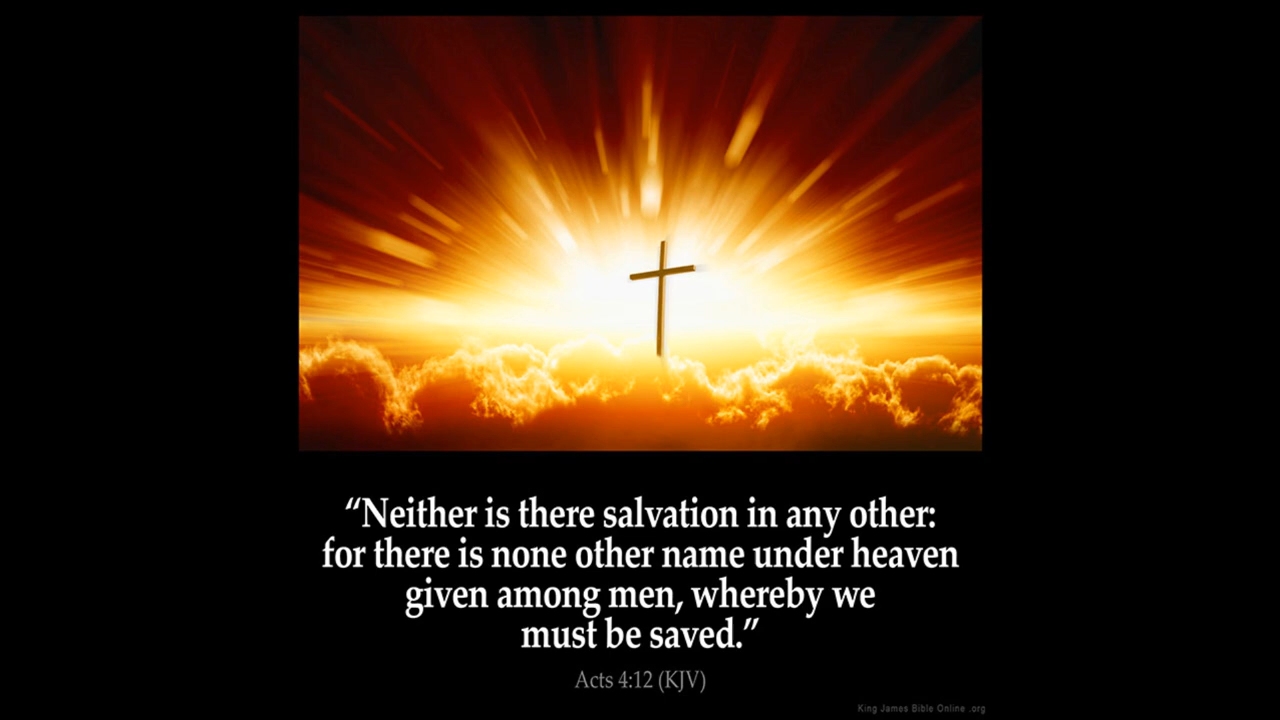 “Neither is there salvation in any other:
for there is none other name under heaven
given among men, whereby we
must be saved.”
Acts 4:12 (KJV)
King James Bible Online .org